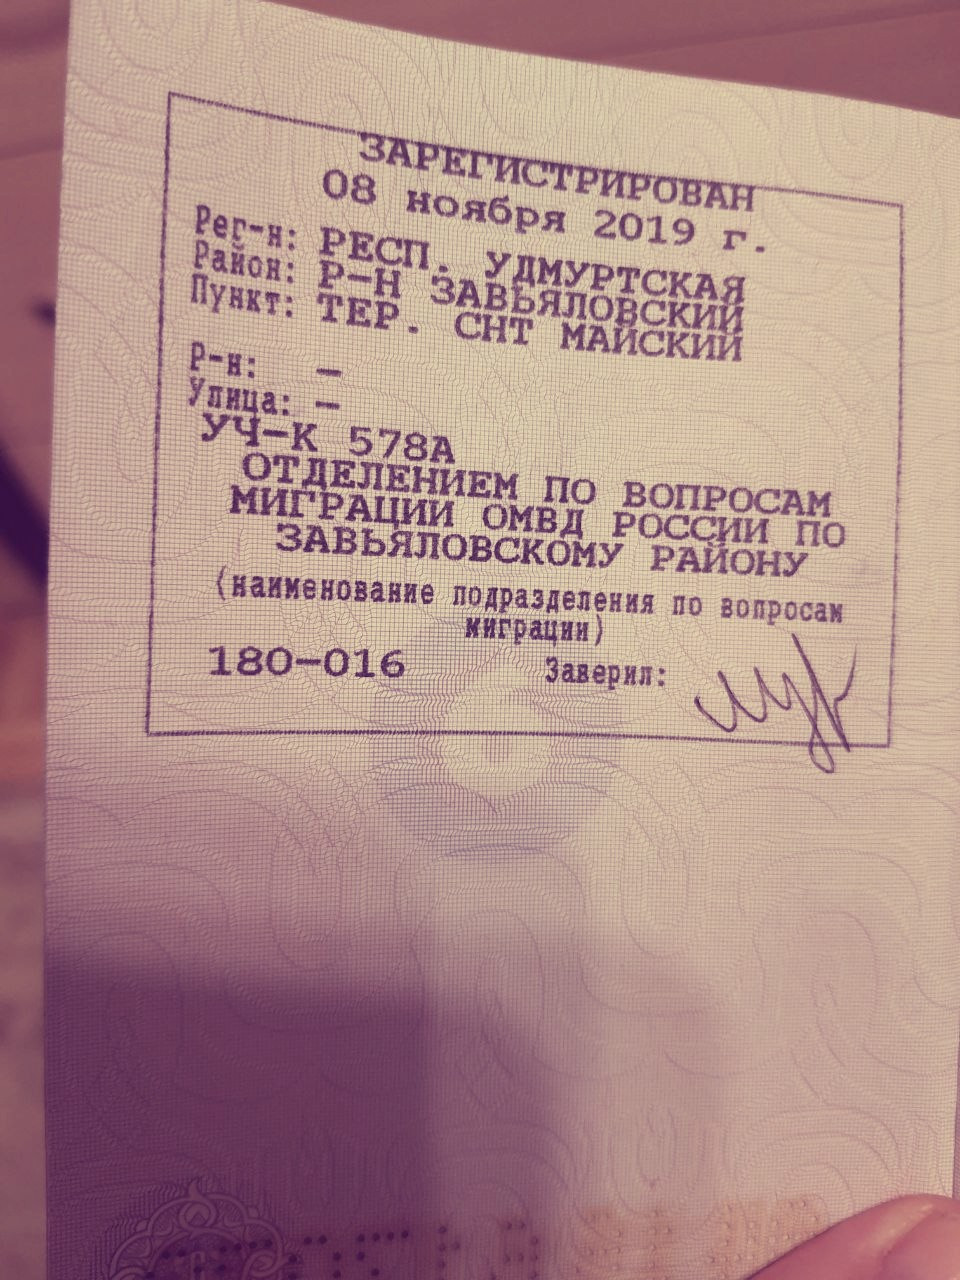 ЗАРЕГИСТРИРОВАН
08 ноября 2019 г.
Рег-н: РЕСП. УДМУРТСКАЯ
Район: Р-Н ЗАВЬЯЛОВСКИЙ
Пункт: ТЕР. СНТ МАЙСКИЙ
Р-н: –
Улица: –
УЧ-К 578А
ОТДЕЛЕНИЕМ ПО ВОПРОСАМ
МИГРАЦИИ ОМВД РОССИИ ПО
ЗАВЬЯЛОВСКОМУ РАЙОНУ
(наименование подразделения по вопросам
миграции)
180-016 Заверил: